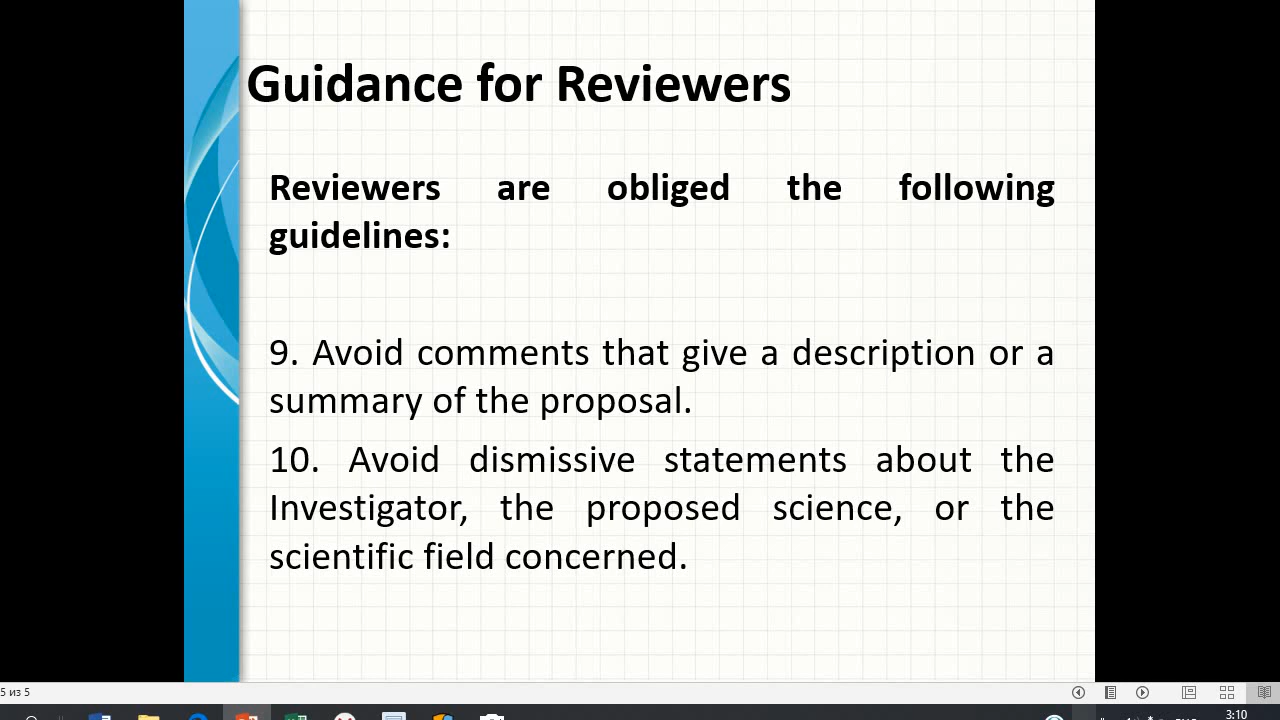 Guidance for Reviewers
Reviewers are obliged the following
guidelines:
9. Avoid comments that give a description or a
summary of the proposal.
10. Avoid dismissive statements about the
Investigator, the proposed science, or the
scientific field concerned.
5 из 5
3:10